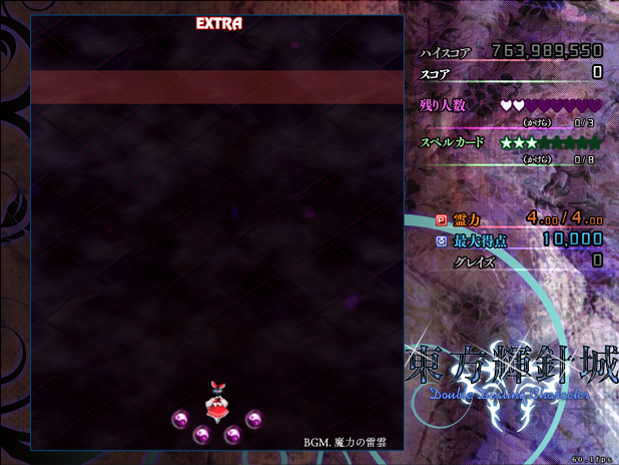 EXTRA
ハイスコア 763,989,550
スコア 0
残り人数
(かけら) 0/3
スペルカード
(かけら) 0/8
P 霊力 4.00/4.00
最大得点 10,000
グレイズ 0
東方輝針城
Double Dealing Character
BGM. 魔力の雷雲
60.1fps